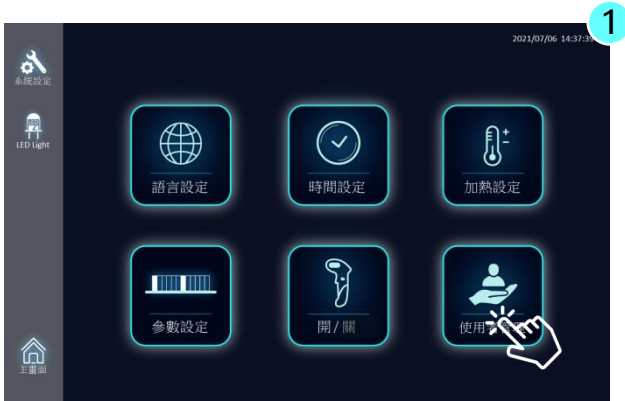 1
2021/07/06 14:37:39
系統設定
LED Light
語言設定
時間設定
加熱設定
參數設定
開/關
使用
主畫面